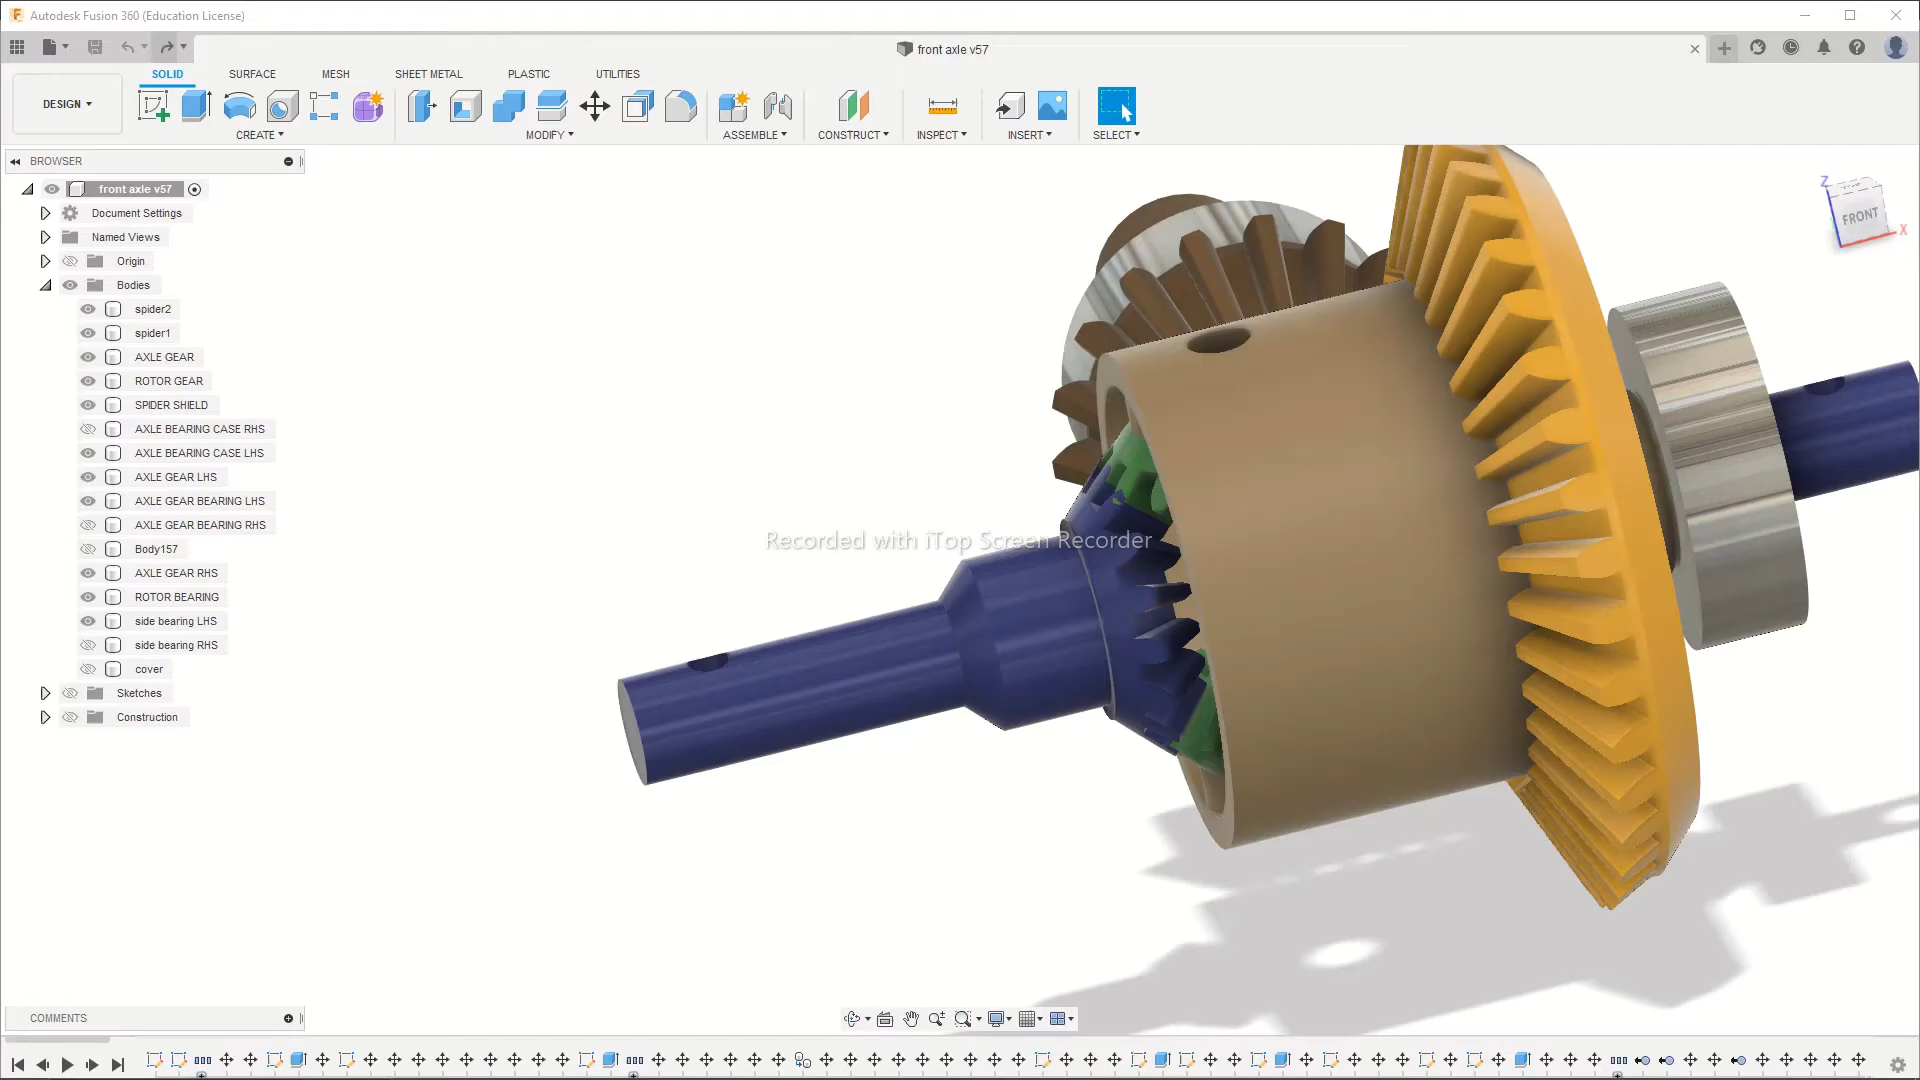 Autodesk Fusion 360 (Education License)
front axle v57
SOLID SURFACE MESH SHEET METAL PLASTIC UTILITIES
DESIGN
CREATE MODIFY ASSEMBLE CONSTRUCT INSPECT INSERT SELECT
BROWSER
front axle v57
Document Settings
Named Views
Origin
Bodies
spider2
spider1
AXLE GEAR
ROTOR GEAR
SPIDER SHIELD
AXLE BEARING CASE RHS
AXLE BEARING CASE LHS
AXLE GEAR LHS
AXLE GEAR BEARING LHS
AXLE GEAR BEARING RHS
Body157
AXLE GEAR RHS
ROTOR BEARING
side bearing LHS
side bearing RHS
cover
Sketches
Construction
Z
FRONT
X
Recorded with iTop Screen Recorder
COMMENTS